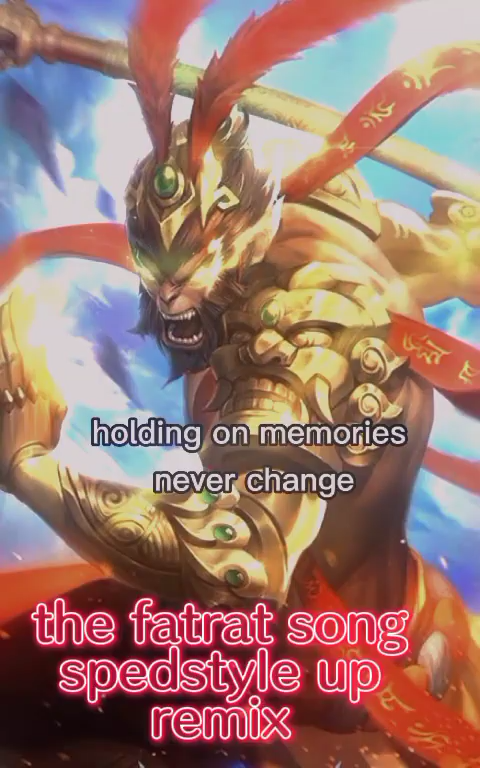 holding on memories
never change
the fatrat song
spedstyle up
remix